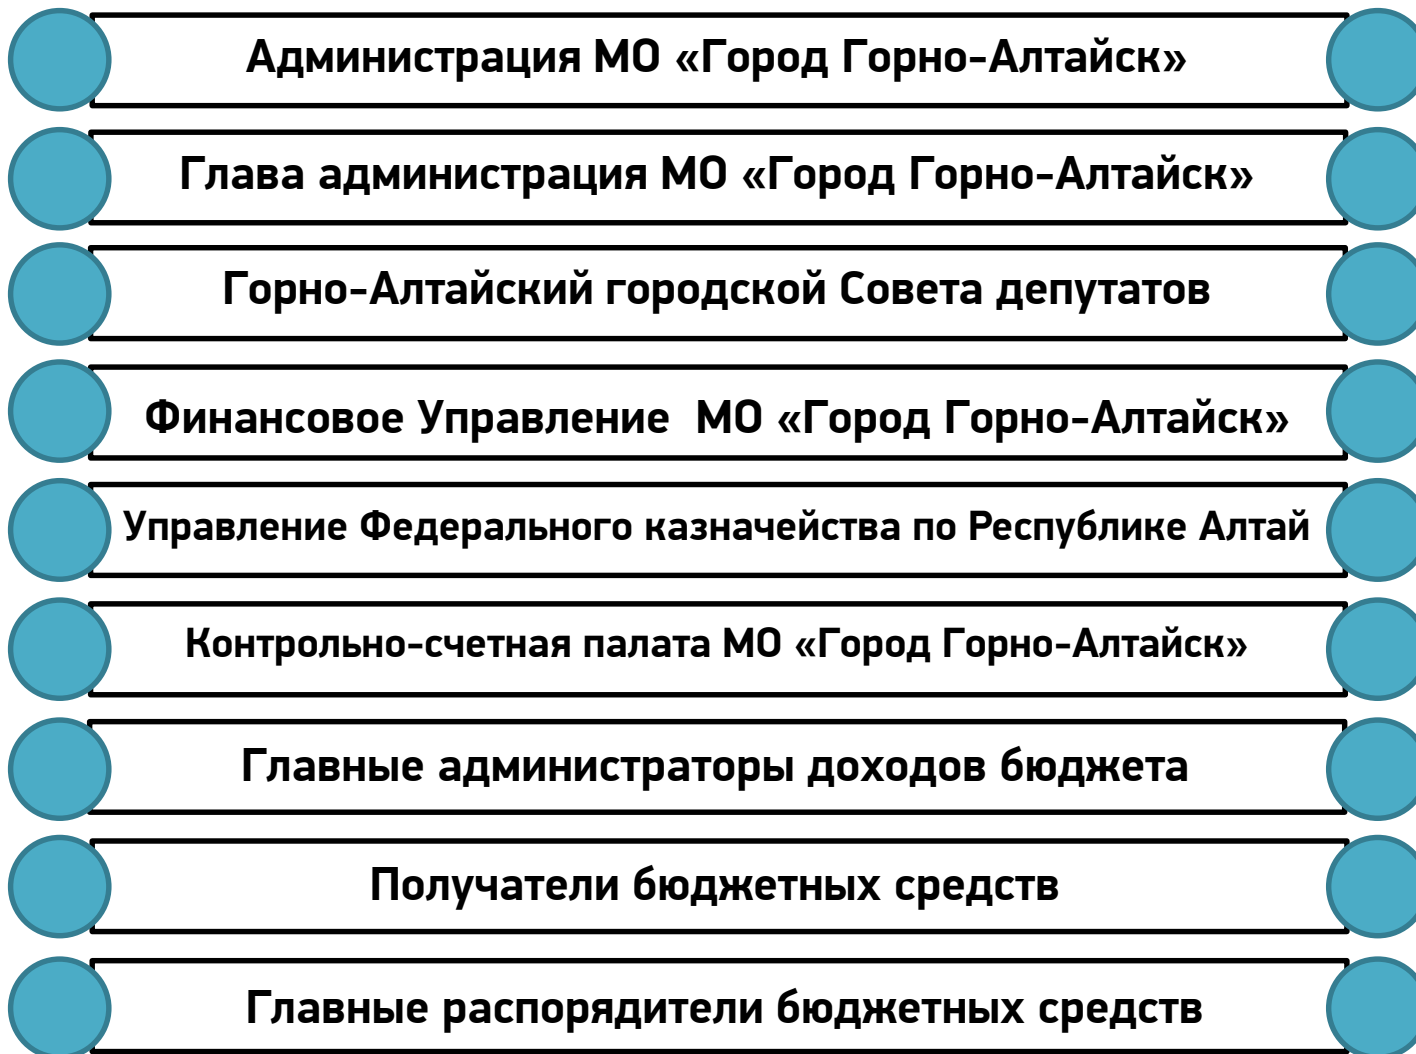 Администрация МО «Город Горно-Алтайск»
Глава администрация МО «Город Горно-Алтайск»
Горно-Алтайский городской Совета депутатов
Финансовое Управление  МО «Город Горно-Алтайск»
Управление Федерального казначейства по Республике Алтай
Контрольно-счетная палата МО «Город Горно-Алтайск»
Главные администраторы доходов бюджета
Получатели бюджетных средств
Главные распорядители бюджетных средств